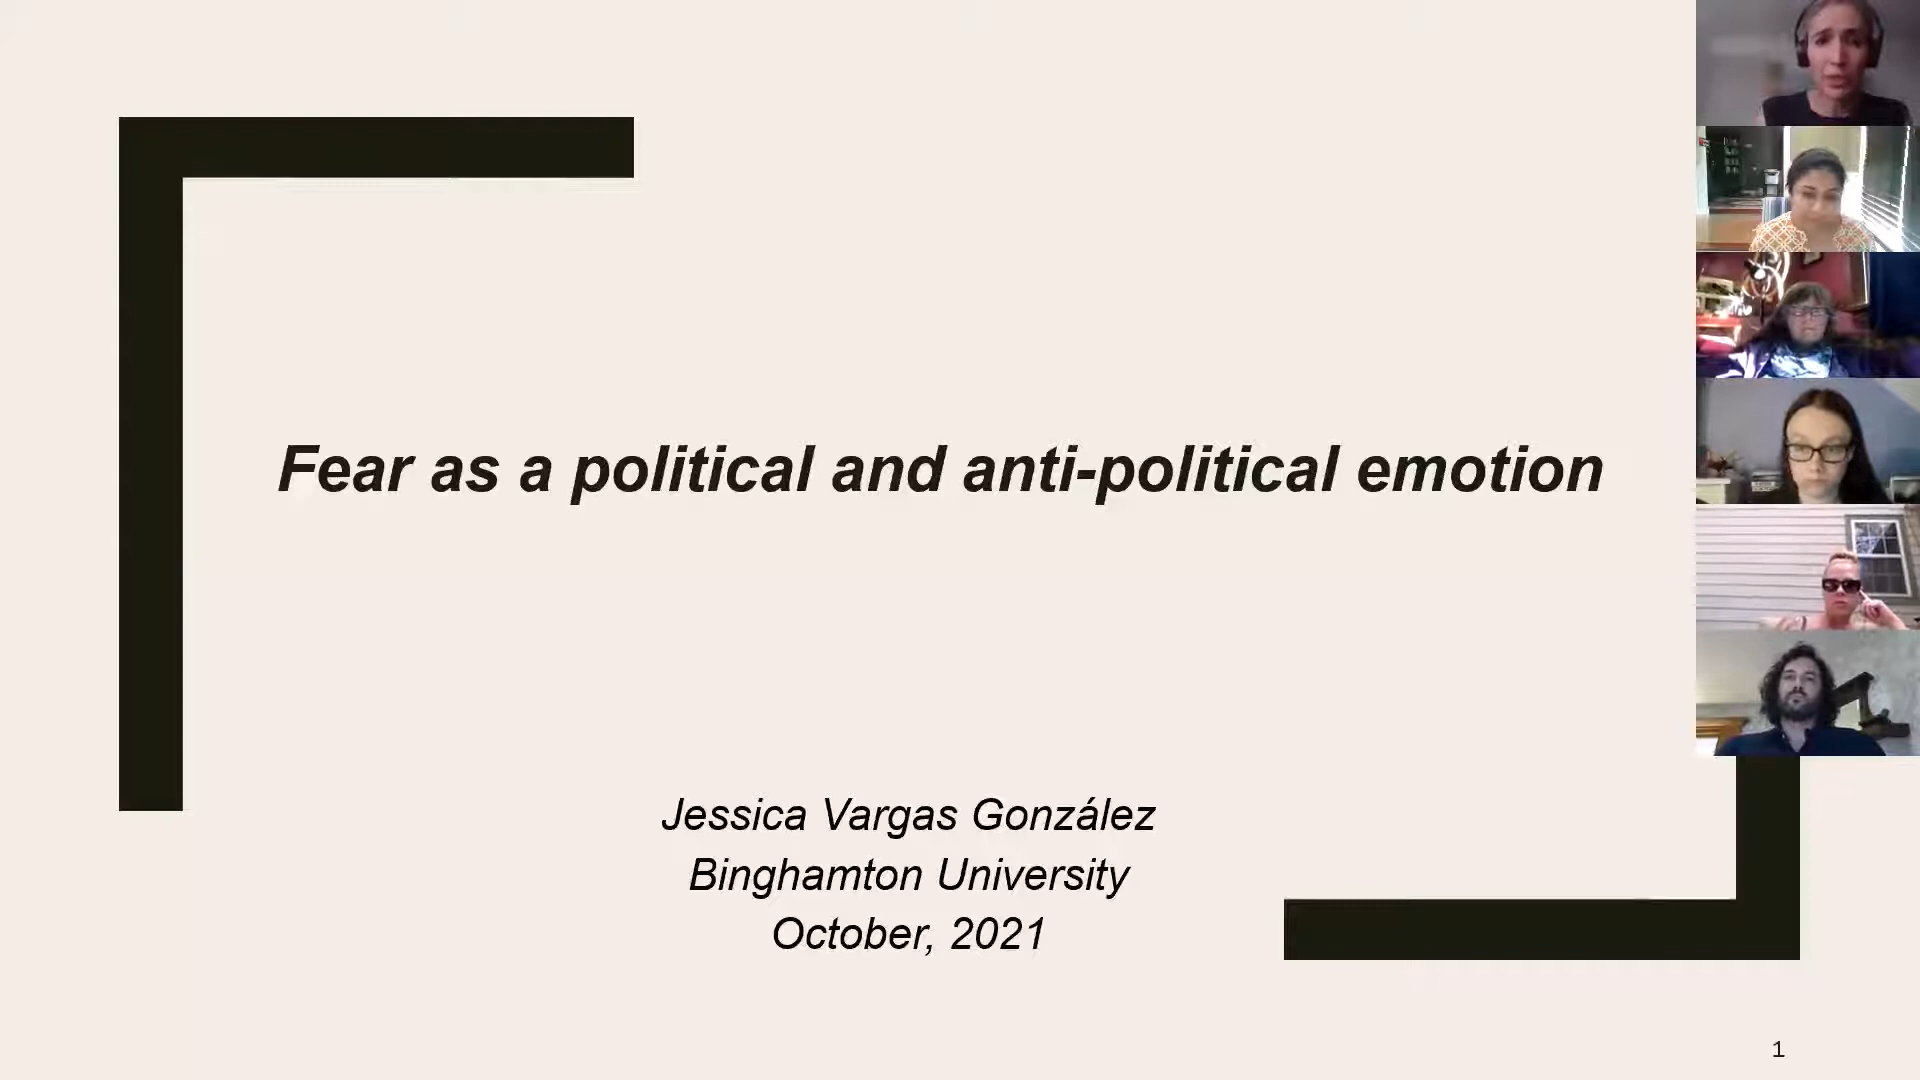 Fear as a political and anti-political emotion
Jessica Vargas González
Binghamton University
October, 2021
1